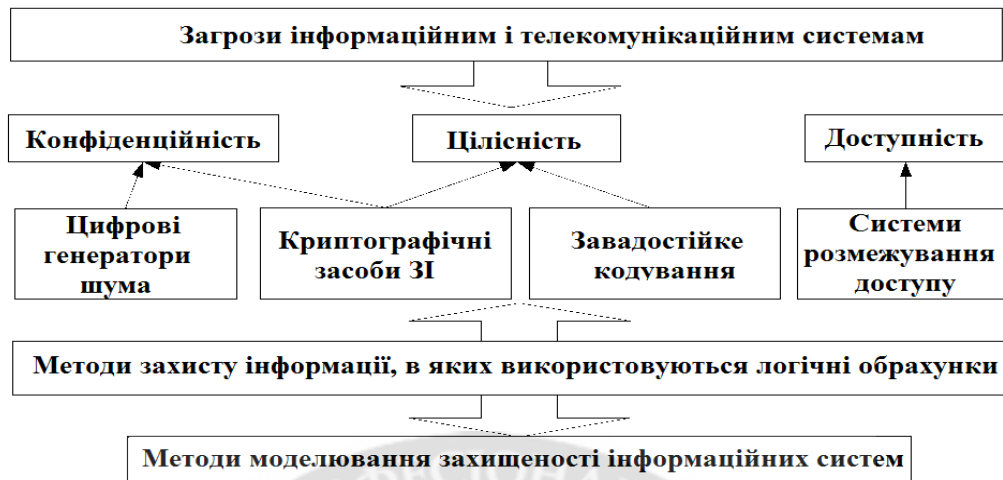 Загрози інформаційним і телекомунікаційним системам
Конфіденційність
Цілісність
Доступність
Цифрові
генератори
шума
Криптографічні
засоби ЗІ
Завадостійке
кодування
Системи
розмежування
доступу
Методи захисту інформації, в яких використовуються логічні обрахунки
Методи моделювання захищеності інформаційних систем